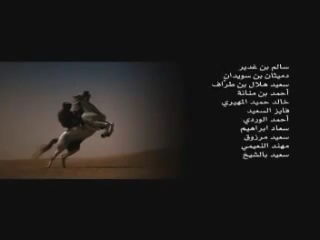 سالم بن غدير
دميثان بن سويدان
سعيد هلال بن طراف
أحمد بن منانة
خالد حميد المهيري
فايز السعيد
أحمد الوردي
سعاد ابراهيم
سعيد مرزوق
مهند النعيمي
سعيد بالشيخ